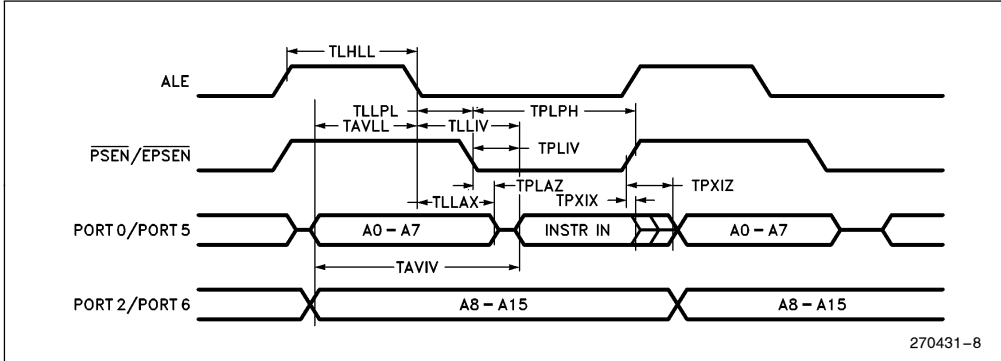 TLHLL
ALE
TLLPL
TPLPH
TAVLL
TLLIV
PSEN/EPSEN
TPLIV
TPLAZ
TPXIZ
TLLAX
TPXIX
PORT 0/PORT 5
A0 – A7
INSTR IN
A0 – A7
TAVIV
PORT 2/PORT 6
A8 – A15
A8 – A15
270431–8